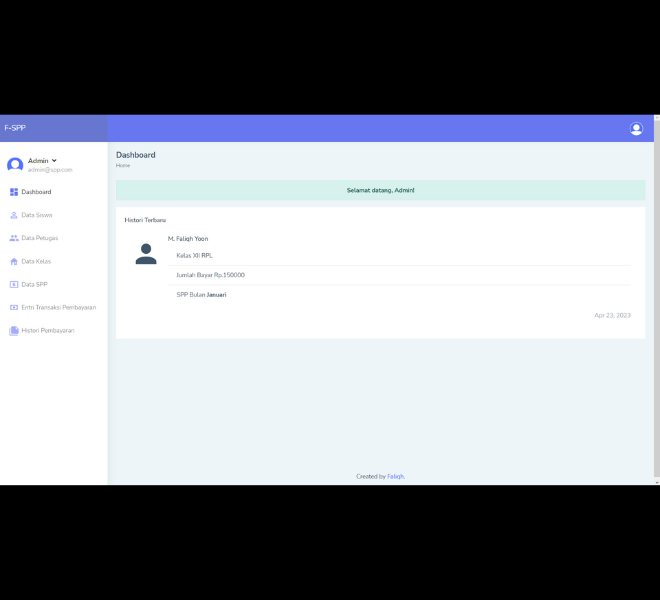 F-SPP
Admin
admin@spp.com
Dashboard
Data Siswa
Data Petugas
Data Kelas
Data SPP
Entri Transaksi Pembayaran
Histori Pembayaran
Dashboard
Home
Selamat datang, Admin!
Histori Terbaru
M. Faliqh Yoon
Kelas XII RPL
Jumlah Bayar Rp.150000
SPP Bulan Januari
Apr 23, 2023
Created by Faliqh.